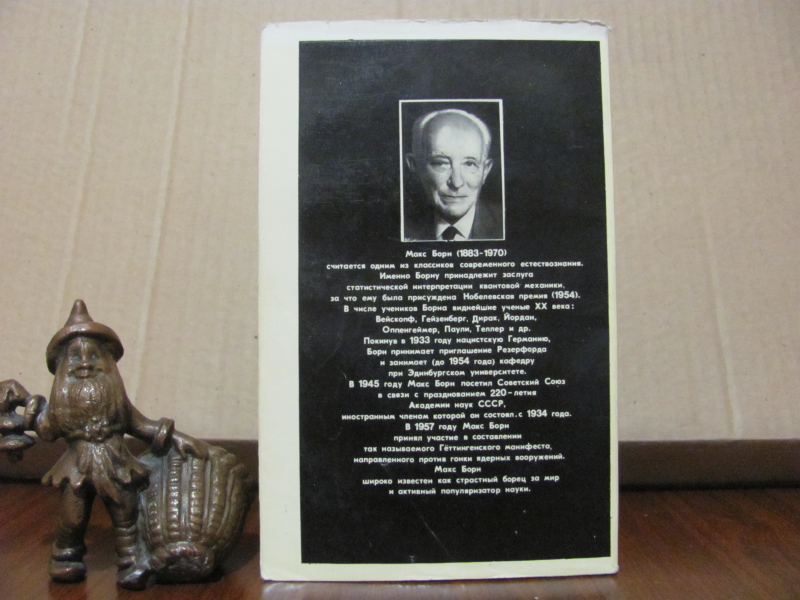 Макс Борн (1883-1970)
считается одним из классиков современного естествознания.
Именно Борну принадлежит заслуга
статистической интерпретации квантовой механики,
за что ему была присуждена Нобелевская премия (1954).
В числе учеников Борна виднейшие ученые XX века:
Вейскопф, Гейзенберг, Дирак, Йордан,
Оппенгеймер, Паули, Теллер и др.
Покинув в 1933 году нацистскую Германию,
Борн принимает приглашение Резерфорда
и занимает (до 1954 года) кафедру
при Эдинбургском университете.
В 1945 году Макс Борн посетил Советский Союз
в связи с празднованием 220-летия
Академии наук СССР,
иностранным членом которой он состоял с 1934 года.
В 1957 году Макс Борн
принял участие в составлении
так называемого Гёттингенского манифеста,
направленного против гонки ядерных вооружений.
Макс Борн
широко известен как страстный борец за мир
и активный популяризатор науки.